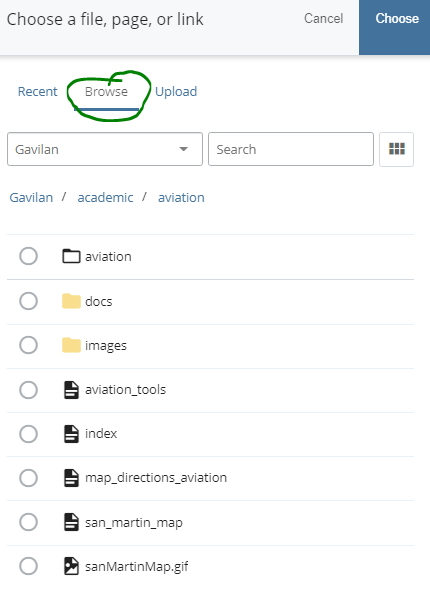 Choose a file, page, or link Cancel Choose
Recent Browse Upload
Gavilan Search
Gavilan / academic / aviation
aviation
docs
images
aviation_tools
index
map_directions_aviation
san_martin_map
sanMartinMap.gif